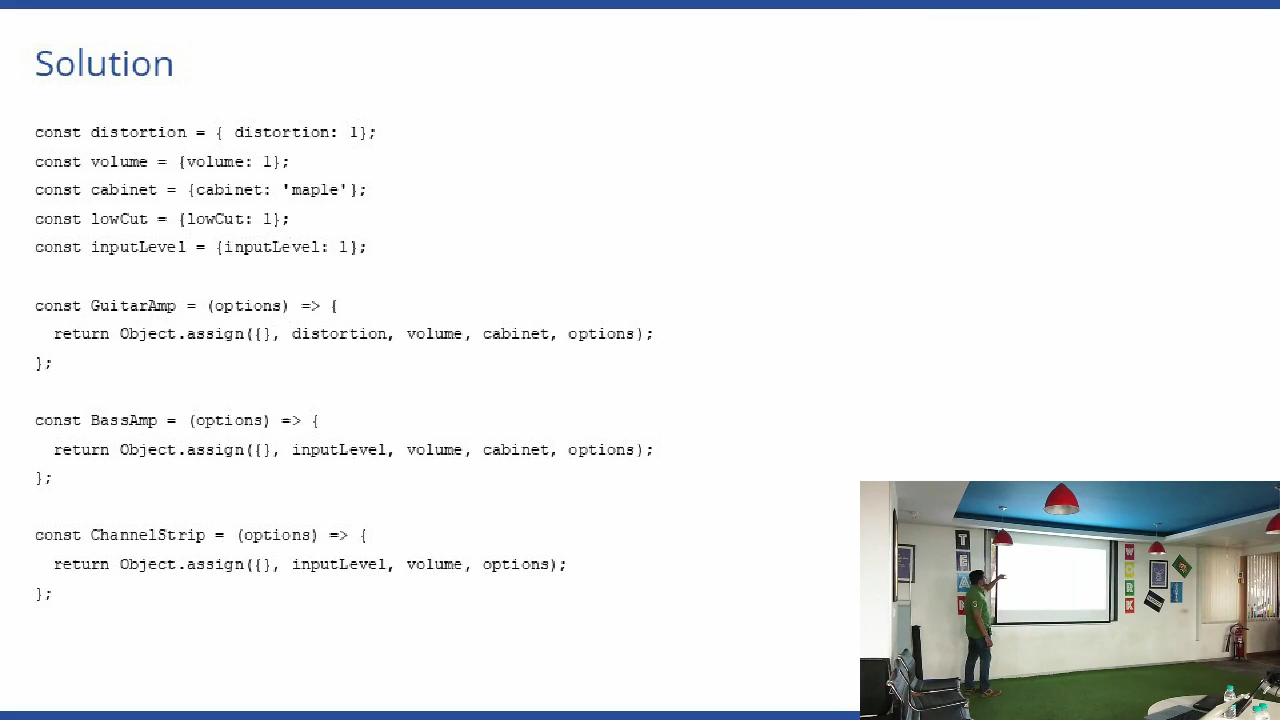 Solution
const distortion = { distortion: 1};
const volume = {volume: 1};
const cabinet = {cabinet: 'maple'};
const lowCut = {lowCut: 1};
const inputLevel = {inputLevel: 1};
const GuitarAmp = (options) => {
  return Object.assign({}, distortion, volume, cabinet, options);
};
const BassAmp = (options) => {
  return Object.assign({}, inputLevel, volume, cabinet, options);
};
const ChannelStrip = (options) => {
  return Object.assign({}, inputLevel, volume, options);
};
TEAM
WORK